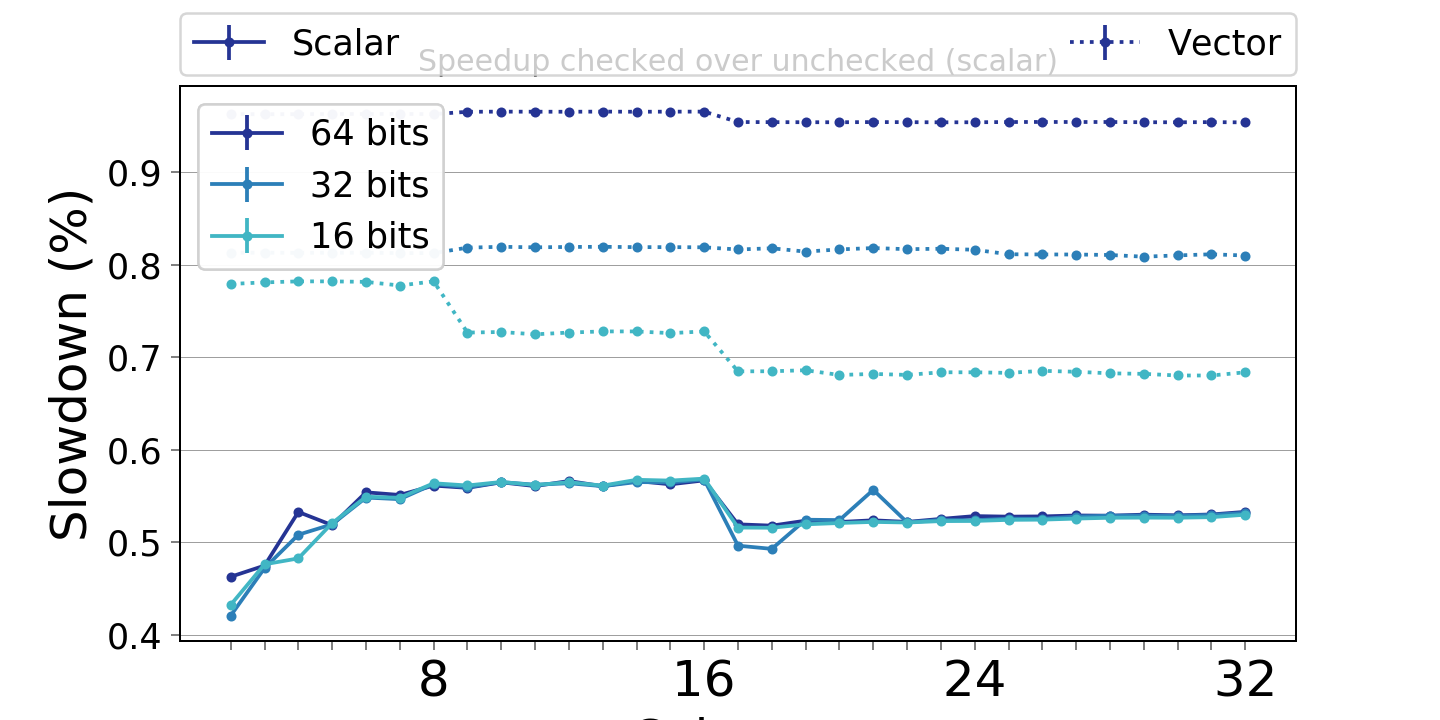 Scalar
Speedup checked over unchecked (scalar)
Vector
64 bits
32 bits
16 bits
Slowdown (%)
0.9
0.8
0.7
0.6
0.5
0.4
8
16
24
32